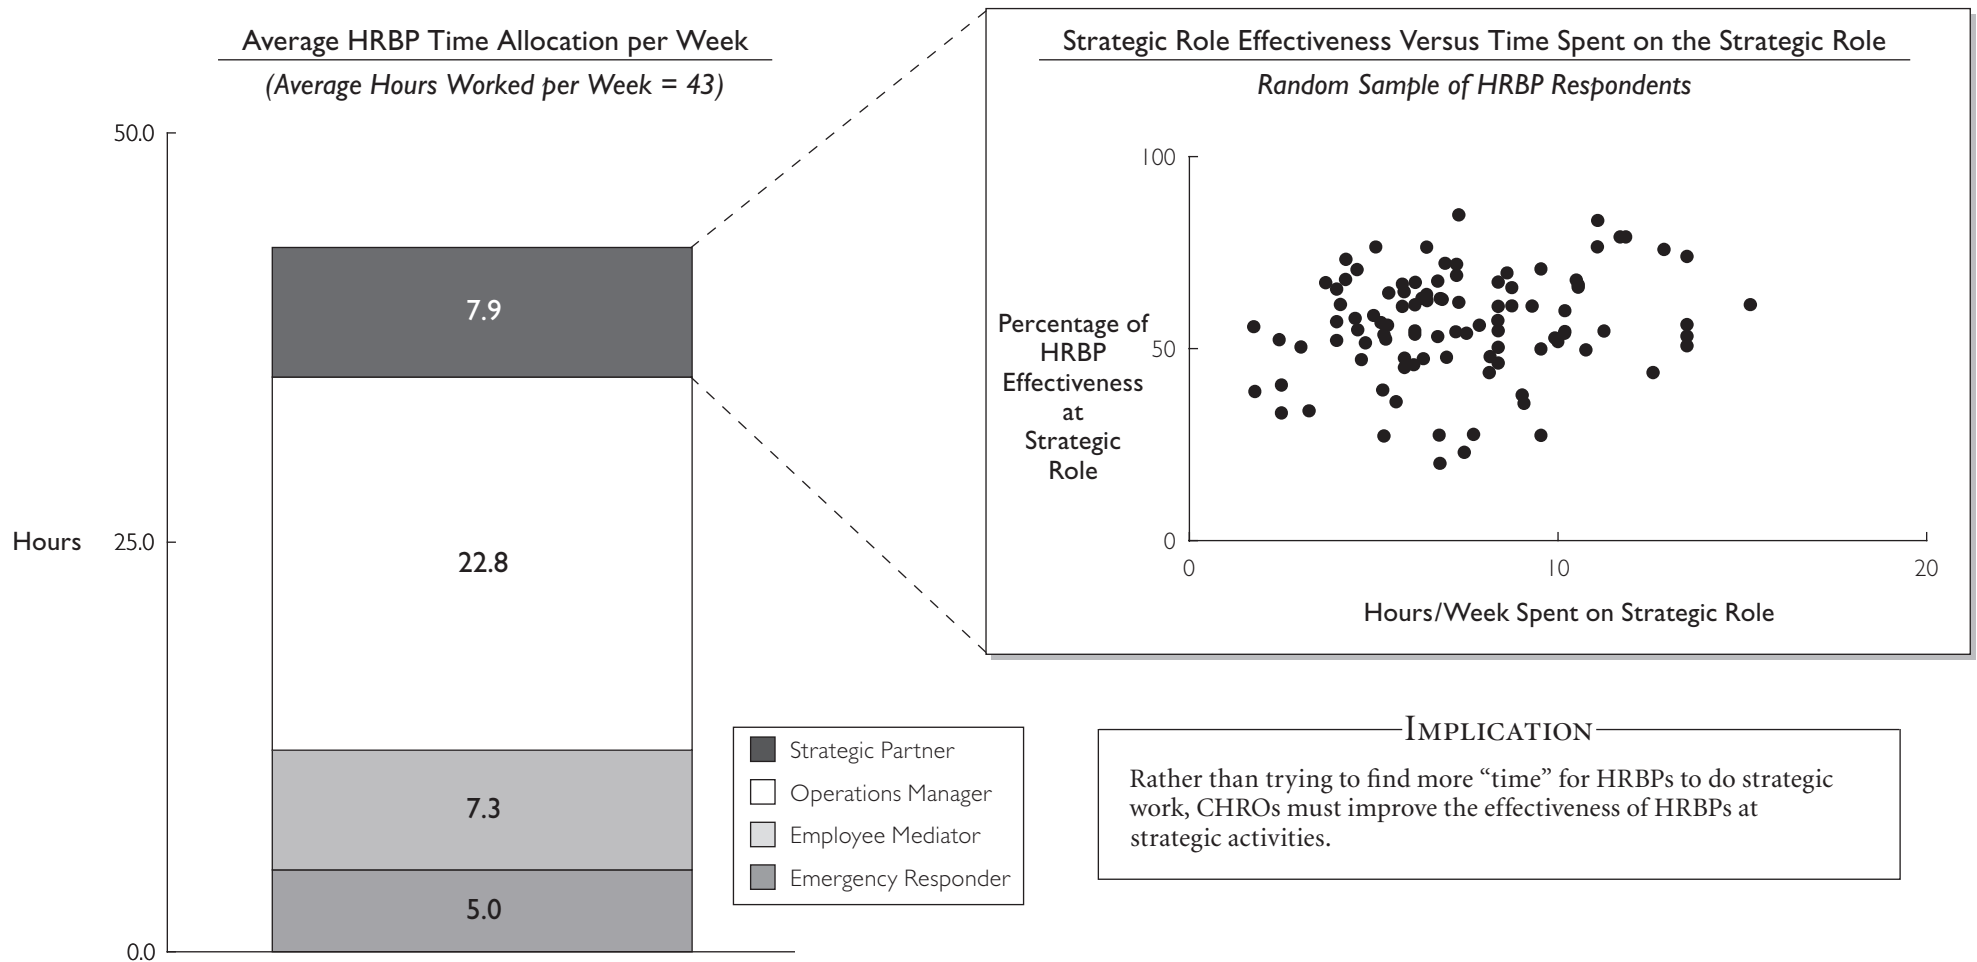 Average HRBP Time Allocation per Week
(Average Hours Worked per Week = 43)
50.0
25.0
0.0
Hours
7.9
22.8
7.3
5.0
Strategic Partner
Operations Manager
Employee Mediator
Emergency Responder
Strategic Role Effectiveness Versus Time Spent on the Strategic Role
Random Sample of HRBP Respondents
100
50
0
Percentage of
HRBP
Effectiveness
at
Strategic
Role
0
10
20
Hours/Week Spent on Strategic Role
Implication
Rather than trying to find more “time” for HRBPs to do strategic
work, CHROs must improve the effectiveness of HRBPs at
strategic activities.